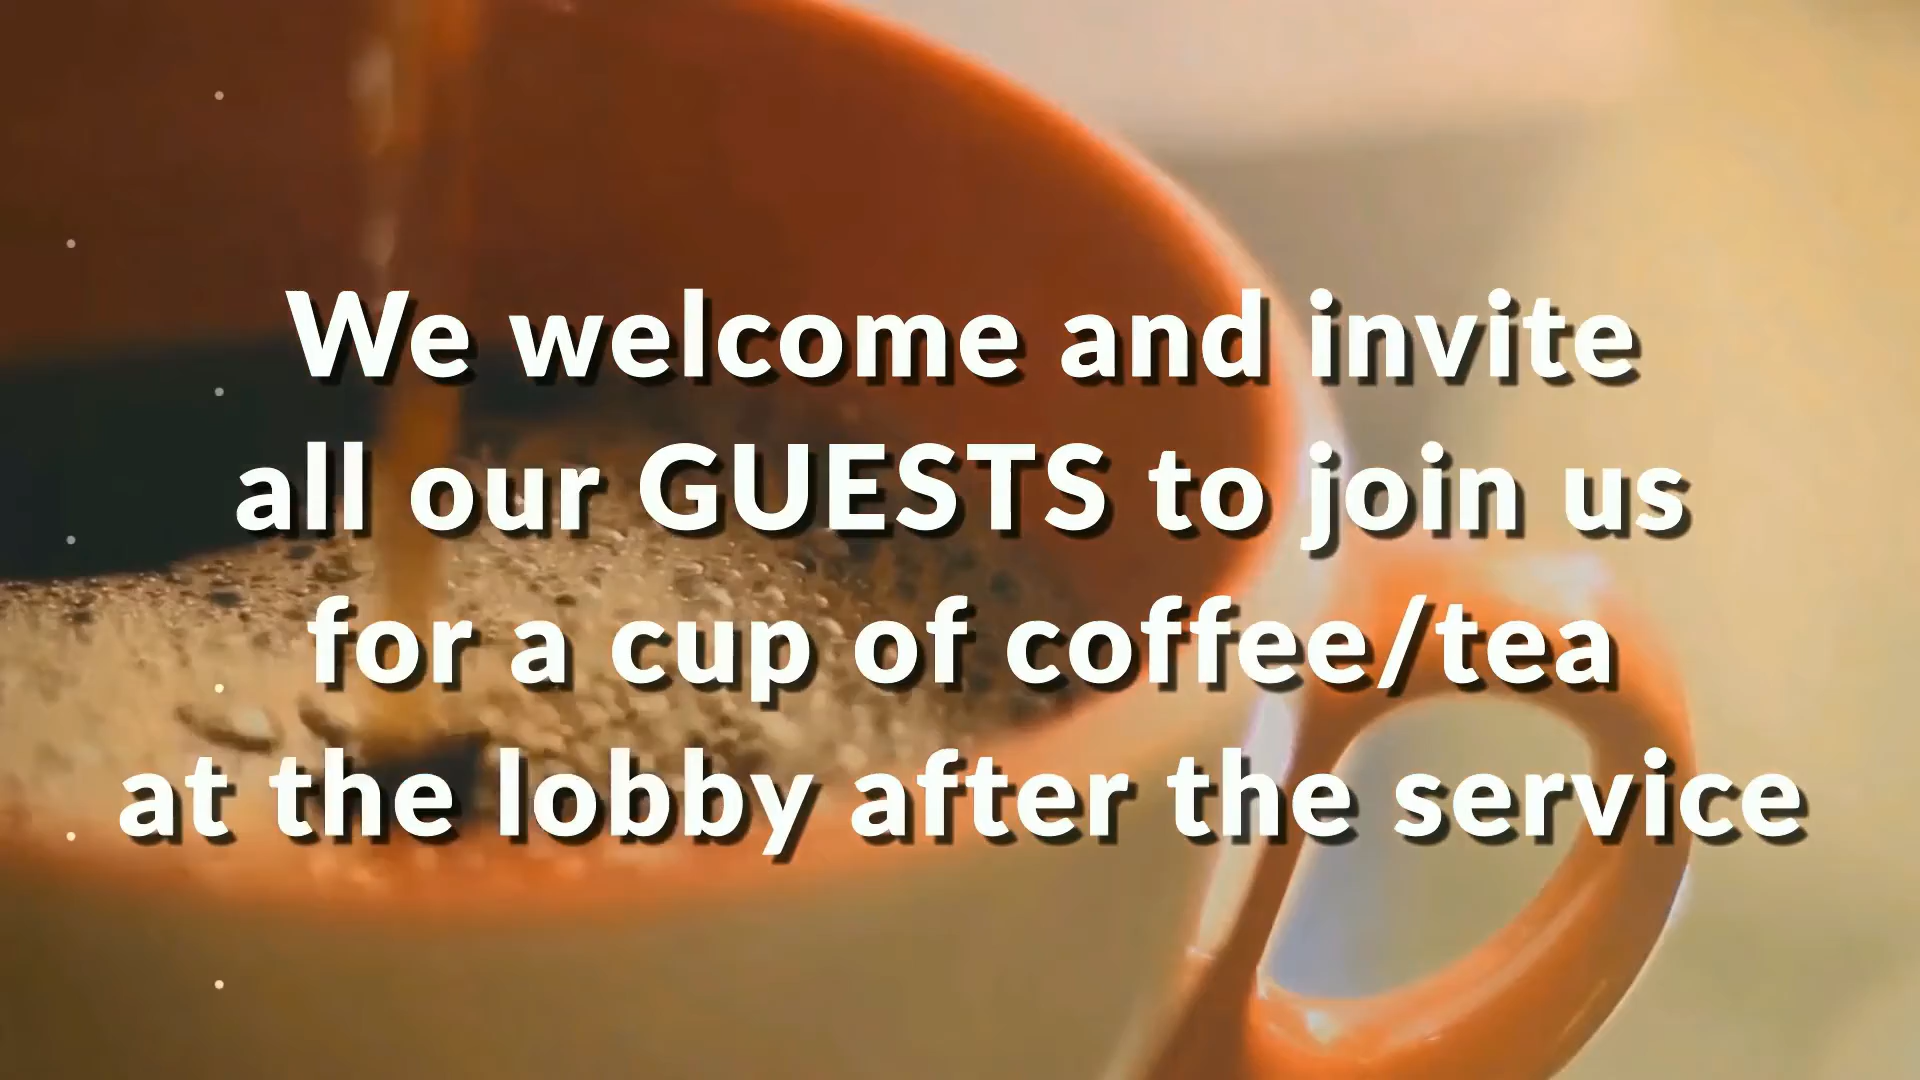 We welcome and invite
all our GUESTS to join us
for a cup of coffee/tea
at the lobby after the service